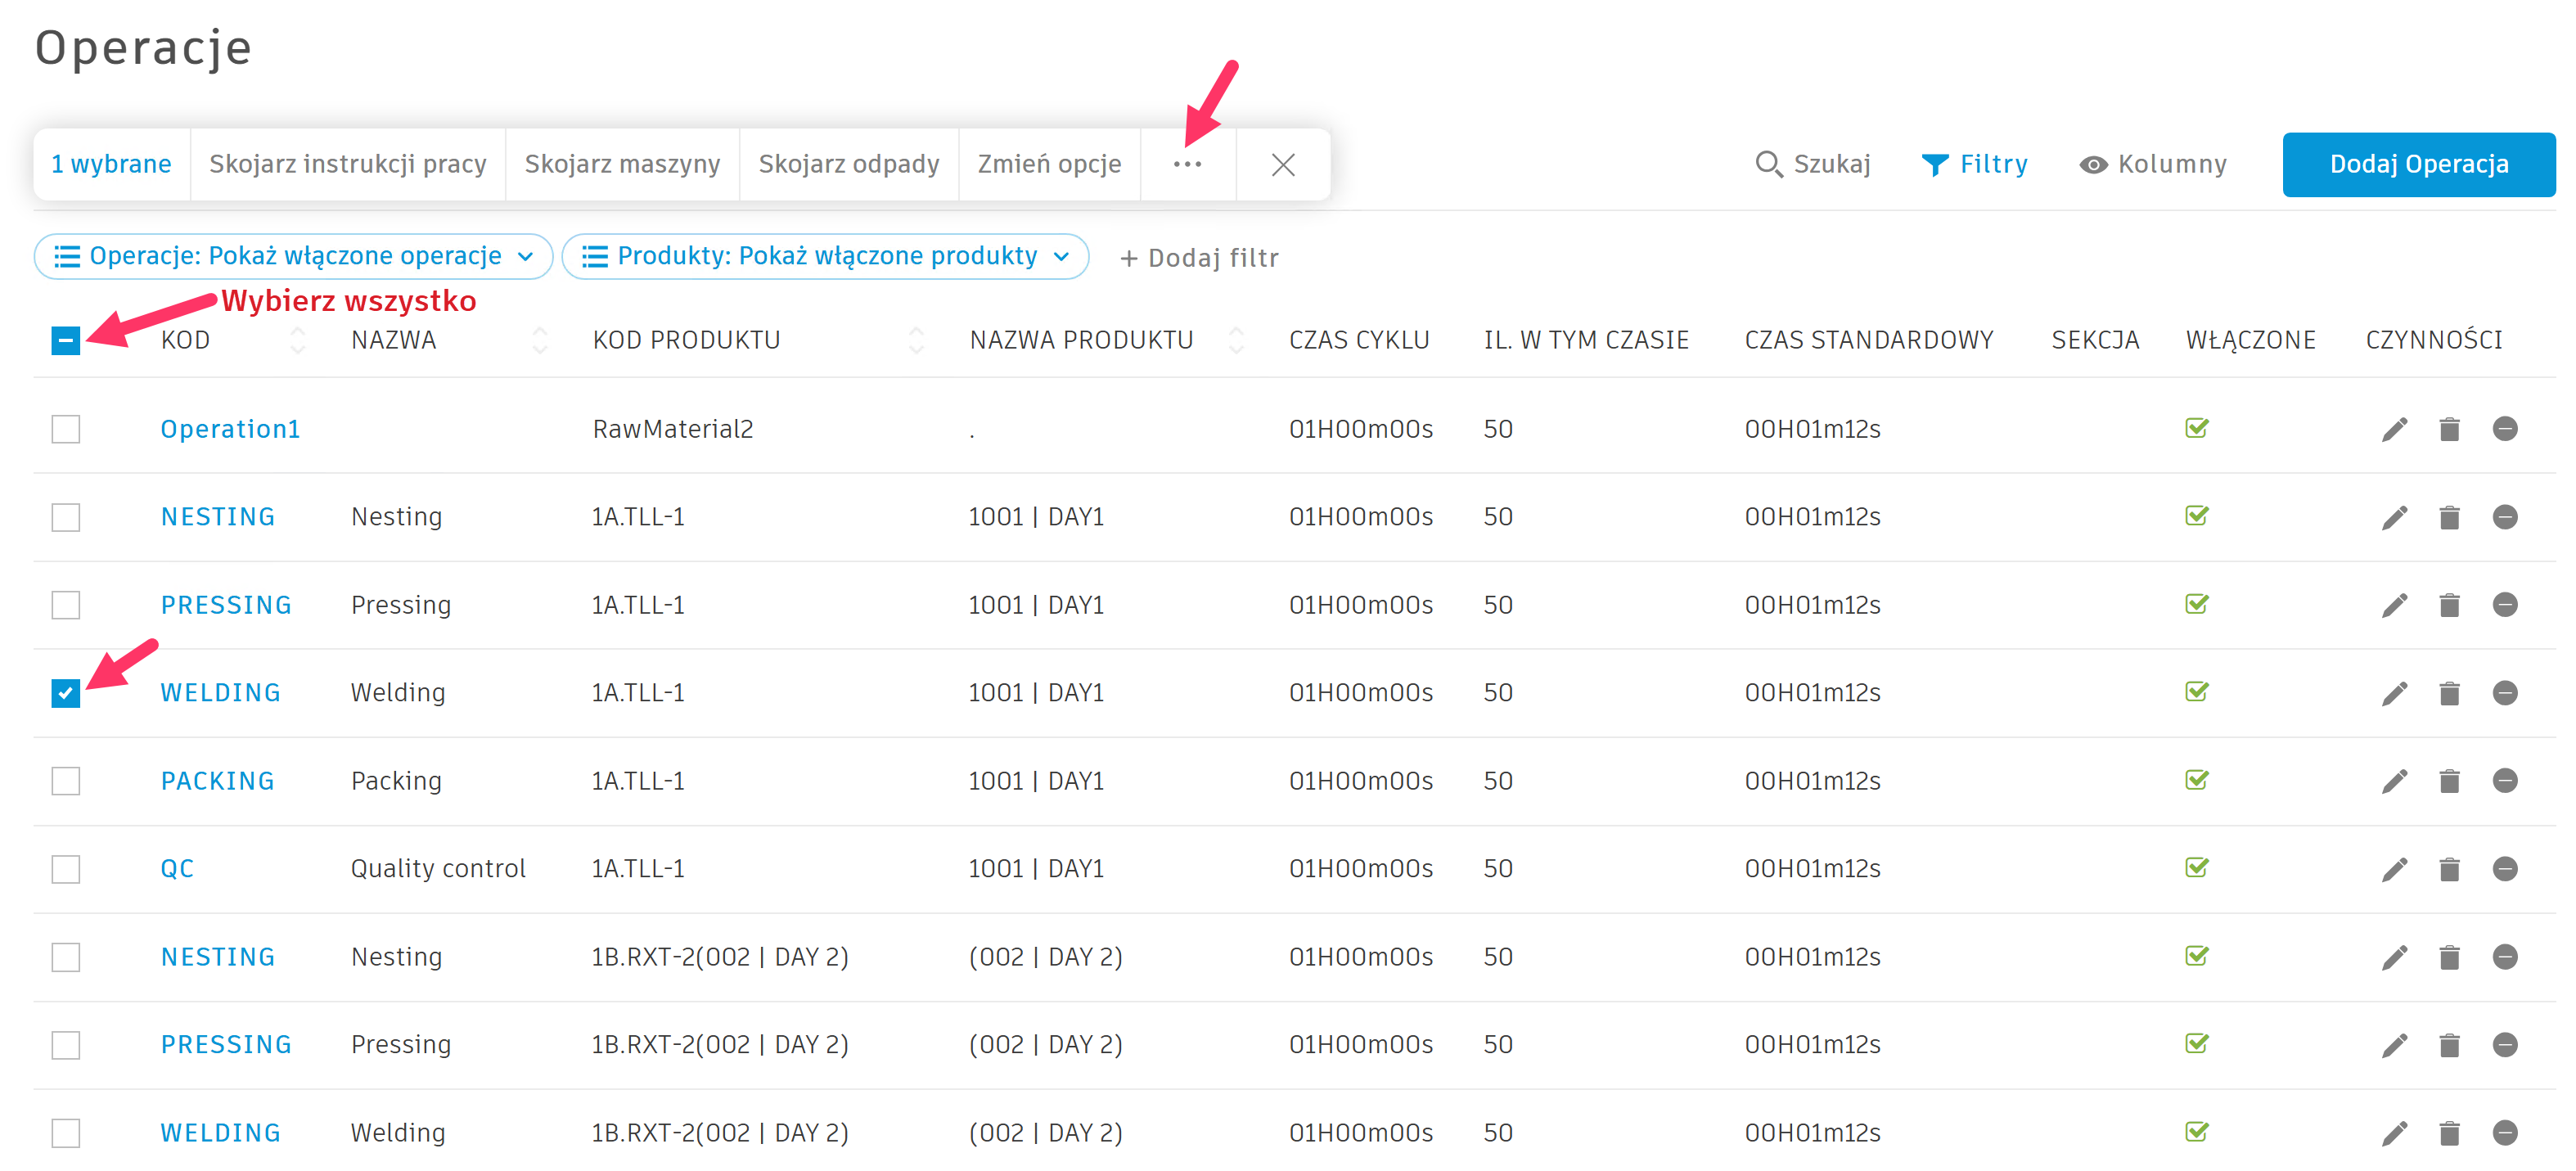 Operacje
1 wybrane Skojarz instrukcji pracy Skojarz maszyny Skojarz odpady Zmień opcje ... Szukaj Filtry Kolumny Dodaj Operacja
Operacje: Pokaż włączone operacje Produkty: Pokaż włączone produkty + Dodaj filtr
Wybierz wszystko
KOD NAZWA KOD PRODUKTU NAZWA PRODUKTU CZAS CYKLU IL. W TYM CZASIE CZAS STANDARDOWY SEKCJA WŁĄCZONE CZYNNOŚCI
Operation1 RawMaterial2 . 01H00m00s 50 00H01m12s
NESTING Nesting 1A.TLL-1 1001 | DAY1 01H00m00s 50 00H01m12s
PRESSING Pressing 1A.TLL-1 1001 | DAY1 01H00m00s 50 00H01m12s
WELDING Welding 1A.TLL-1 1001 | DAY1 01H00m00s 50 00H01m12s
PACKING Packing 1A.TLL-1 1001 | DAY1 01H00m00s 50 00H01m12s
QC Quality control 1A.TLL-1 1001 | DAY1 01H00m00s 50 00H01m12s
NESTING Nesting 1B.RXT-2(002 | DAY 2) (002 | DAY 2) 01H00m00s 50 00H01m12s
PRESSING Pressing 1B.RXT-2(002 | DAY 2) (002 | DAY 2) 01H00m00s 50 00H01m12s
WELDING Welding 1B.RXT-2(002 | DAY 2) (002 | DAY 2) 01H00m00s 50 00H01m12s